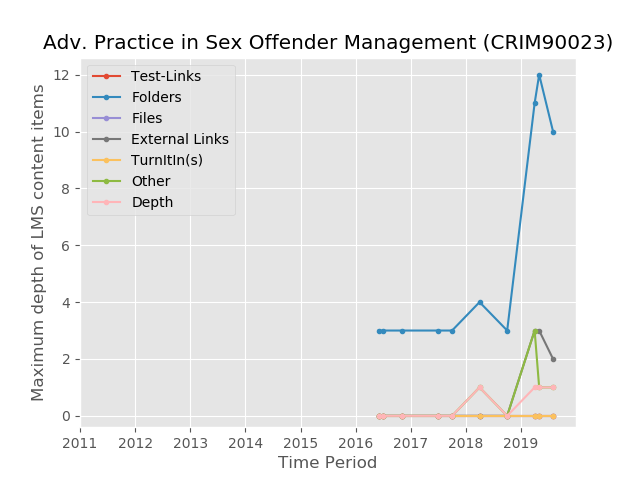 Adv. Practice in Sex Offender Management (CRIM90023)
Maximum depth of LMS content items
12
10
8
6
4
2
0
Test-Links
Folders
Files
External Links
TurnItIn(s)
Other
Depth
2011 2012 2013 2014 2015 2016 2017 2018 2019
Time Period